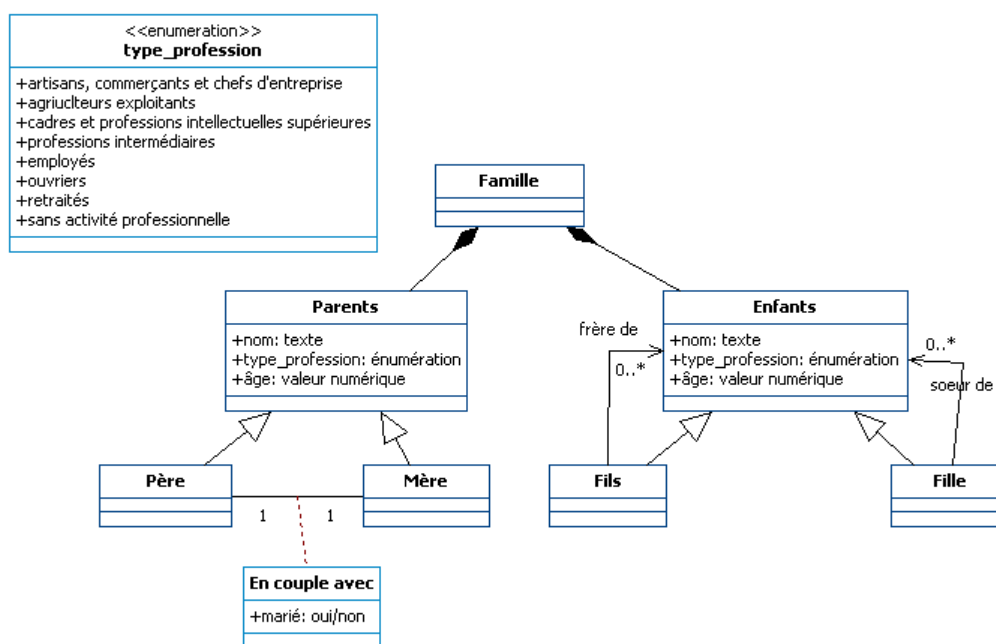 <<enumeration>>
type_profession
+artisans, commerçants et chefs d'entreprise
+agriuclteurs exploitants
+cadres et professions intellectuelles supérieures
+professions intermédiaires
+employés
+ouvriers
+retraités
+sans activité professionnelle
Famille
Parents
+nom: texte
+type_profession: énumération
+âge: valeur numérique
Enfants
+nom: texte
+type_profession: énumération
+âge: valeur numérique
frère de
0..*
0..*
soeur de
Père
Mère
1
1
Fils
Fille
En couple avec
+marié: oui/non